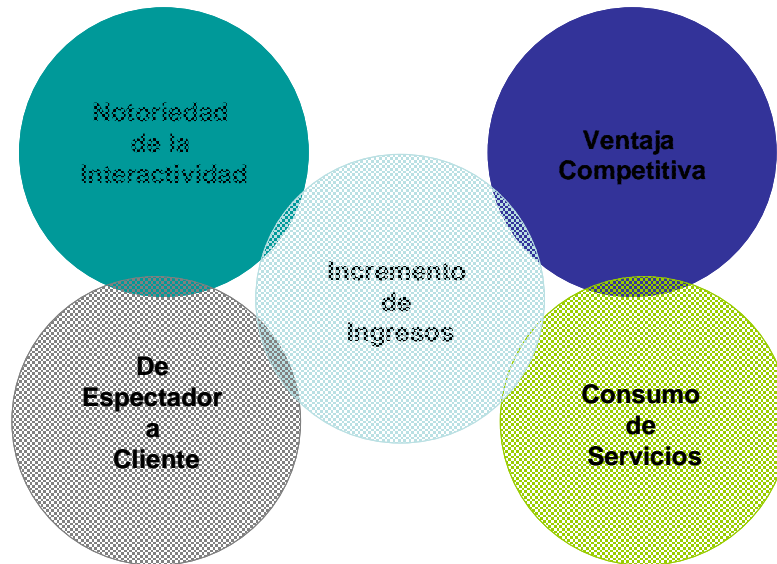 Notoriedad
de la
Interactividad
Ventaja
Competitiva
Incremento
de
Ingresos
De
Espectador
a
Cliente
Consumo
de
Servicios